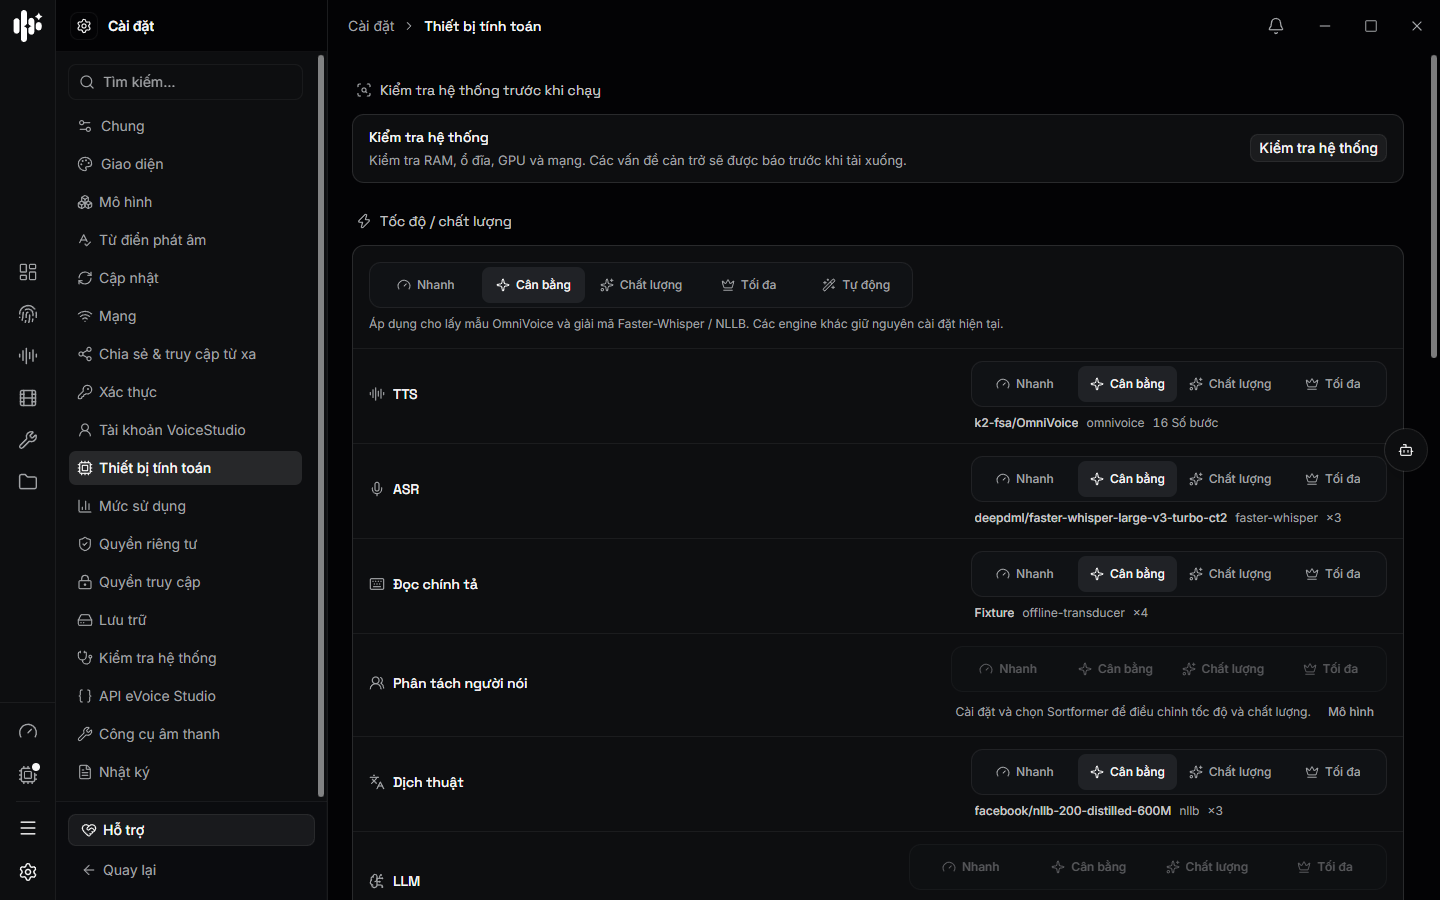 Cài đặt
Tìm kiếm...
Chung
Giao diện
Mô hình
Từ điển phát âm
Cập nhật
Mạng
Chia sẻ & truy cập từ xa
Xác thực
Tài khoản VoiceStudio
Thiết bị tính toán
Mức sử dụng
Quyền riêng tư
Quyền truy cập
Lưu trữ
Kiểm tra hệ thống
API eVoice Studio
Công cụ âm thanh
Nhật ký
Hỗ trợ
Quay lại
Cài đặt > Thiết bị tính toán
Kiểm tra hệ thống trước khi chạy
Kiểm tra hệ thống
Kiểm tra RAM, ổ đĩa, GPU và mạng. Các vấn đề cản trở sẽ được báo trước khi tải xuống.
Kiểm tra hệ thống
Tốc độ / chất lượng
Nhanh Cân bằng Chất lượng Tối đa Tự động
Áp dụng cho lấy mẫu OmniVoice và giải mã Faster-Whisper / NLLB. Các engine khác giữ nguyên cài đặt hiện tại.
TTS
Nhanh Cân bằng Chất lượng Tối đa
k2-fsa/OmniVoice omnivoice 16 Số bước
ASR
Nhanh Cân bằng Chất lượng Tối đa
deepdml/faster-whisper-large-v3-turbo-ct2 faster-whisper ×3
Đọc chính tả
Nhanh Cân bằng Chất lượng Tối đa
Fixture offline-transducer ×4
Phân tách người nói
Nhanh Cân bằng Chất lượng Tối đa
Cài đặt và chọn Sortformer để điều chỉnh tốc độ và chất lượng. Mô hình
Dịch thuật
Nhanh Cân bằng Chất lượng Tối đa
facebook/nllb-200-distilled-600M nllb ×3
LLM
Nhanh Cân bằng Chất lượng Tối đa